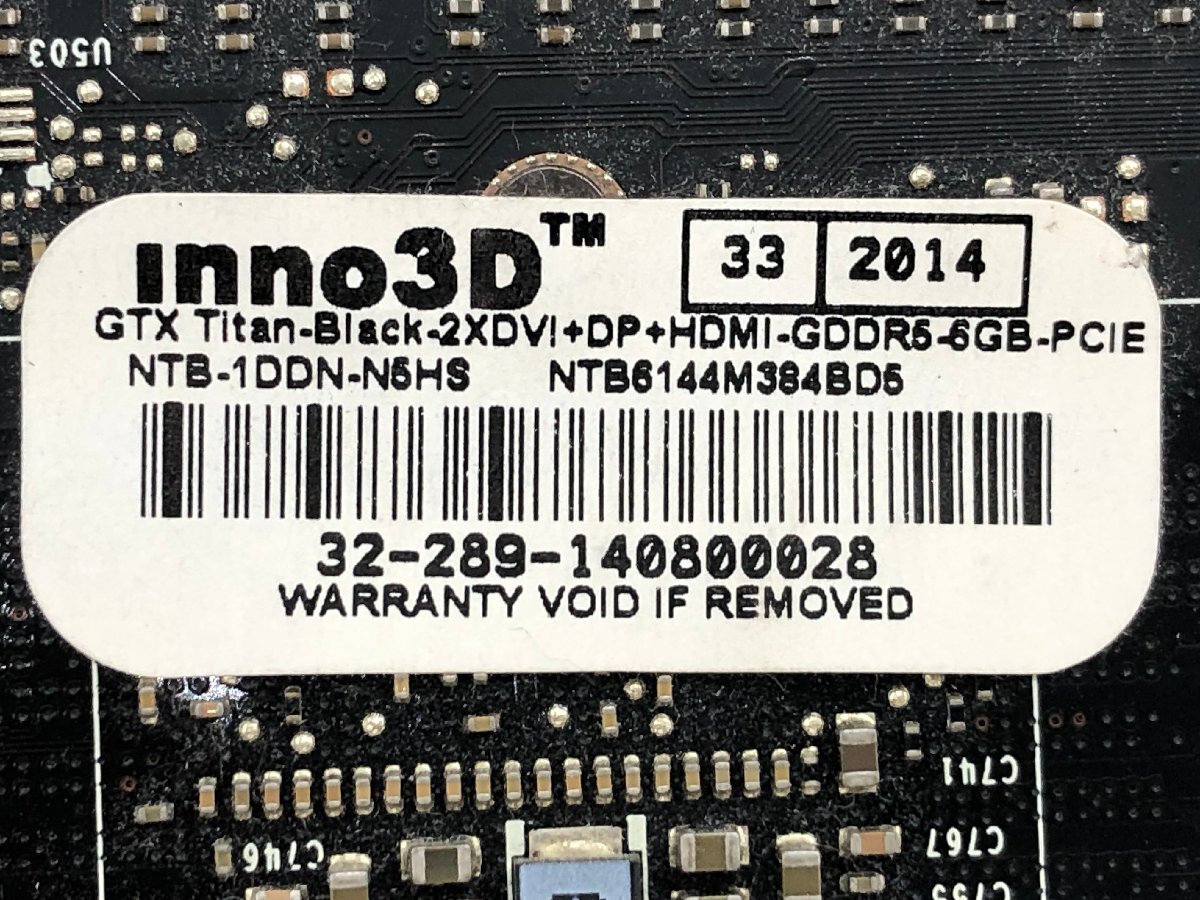 U503
inno3D™
33 2014
GTX Titan-Black-2XDVI+DP+HDMI-GDDR5-6GB-PCIE
NTB-1DDN-N5HS NTB6144M384BD5
32-289-140800028
WARRANTY VOID IF REMOVED
C741
C746
C767
C755